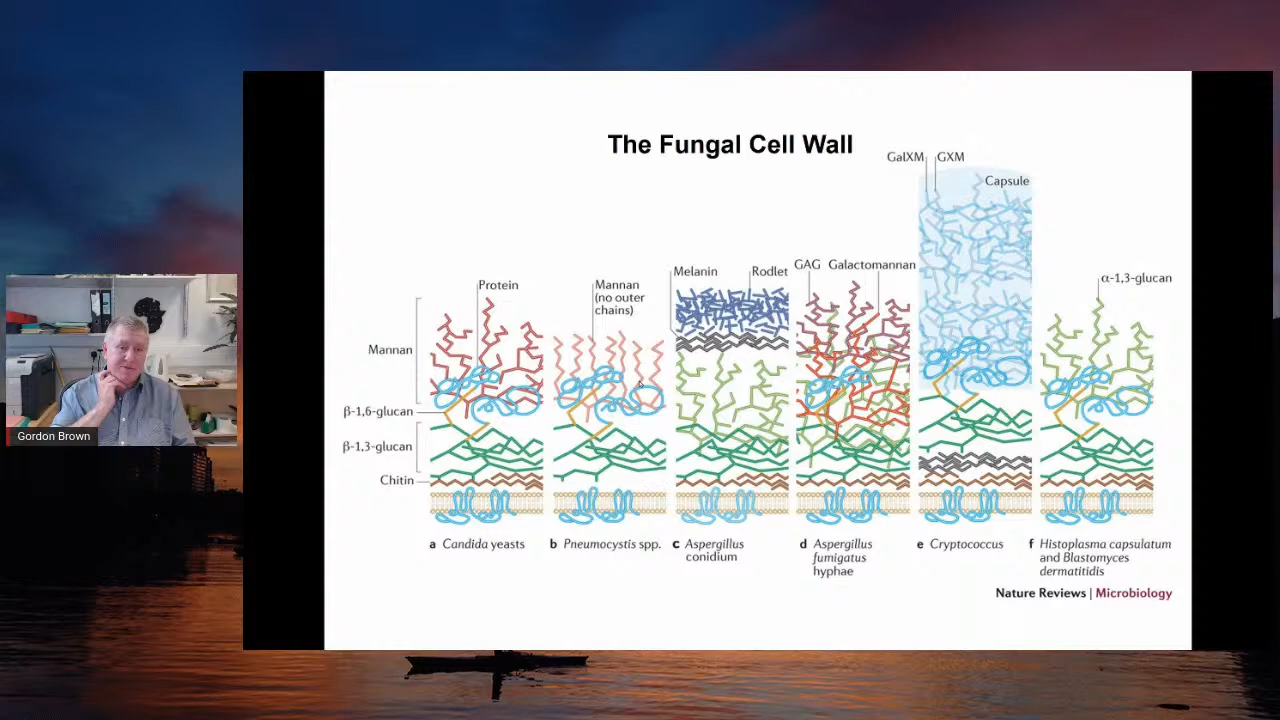 The Fungal Cell Wall
GalXM
GXM
Capsule
Melanin
Rodlet
GAG
Galactomannan
α-1,3-glucan
Protein
Mannan
(no outer
chains)
Mannan
β-1,6-glucan
β-1,3-glucan
Chitin
a Candida yeasts
b Pneumocystis spp.
c Aspergillus
conidium
d Aspergillus
fumigatus
hyphae
e Cryptococcus
f Histoplasma capsulatum
and Blastomyces
dermatitidis
Nature Reviews | Microbiology
Gordon Brown